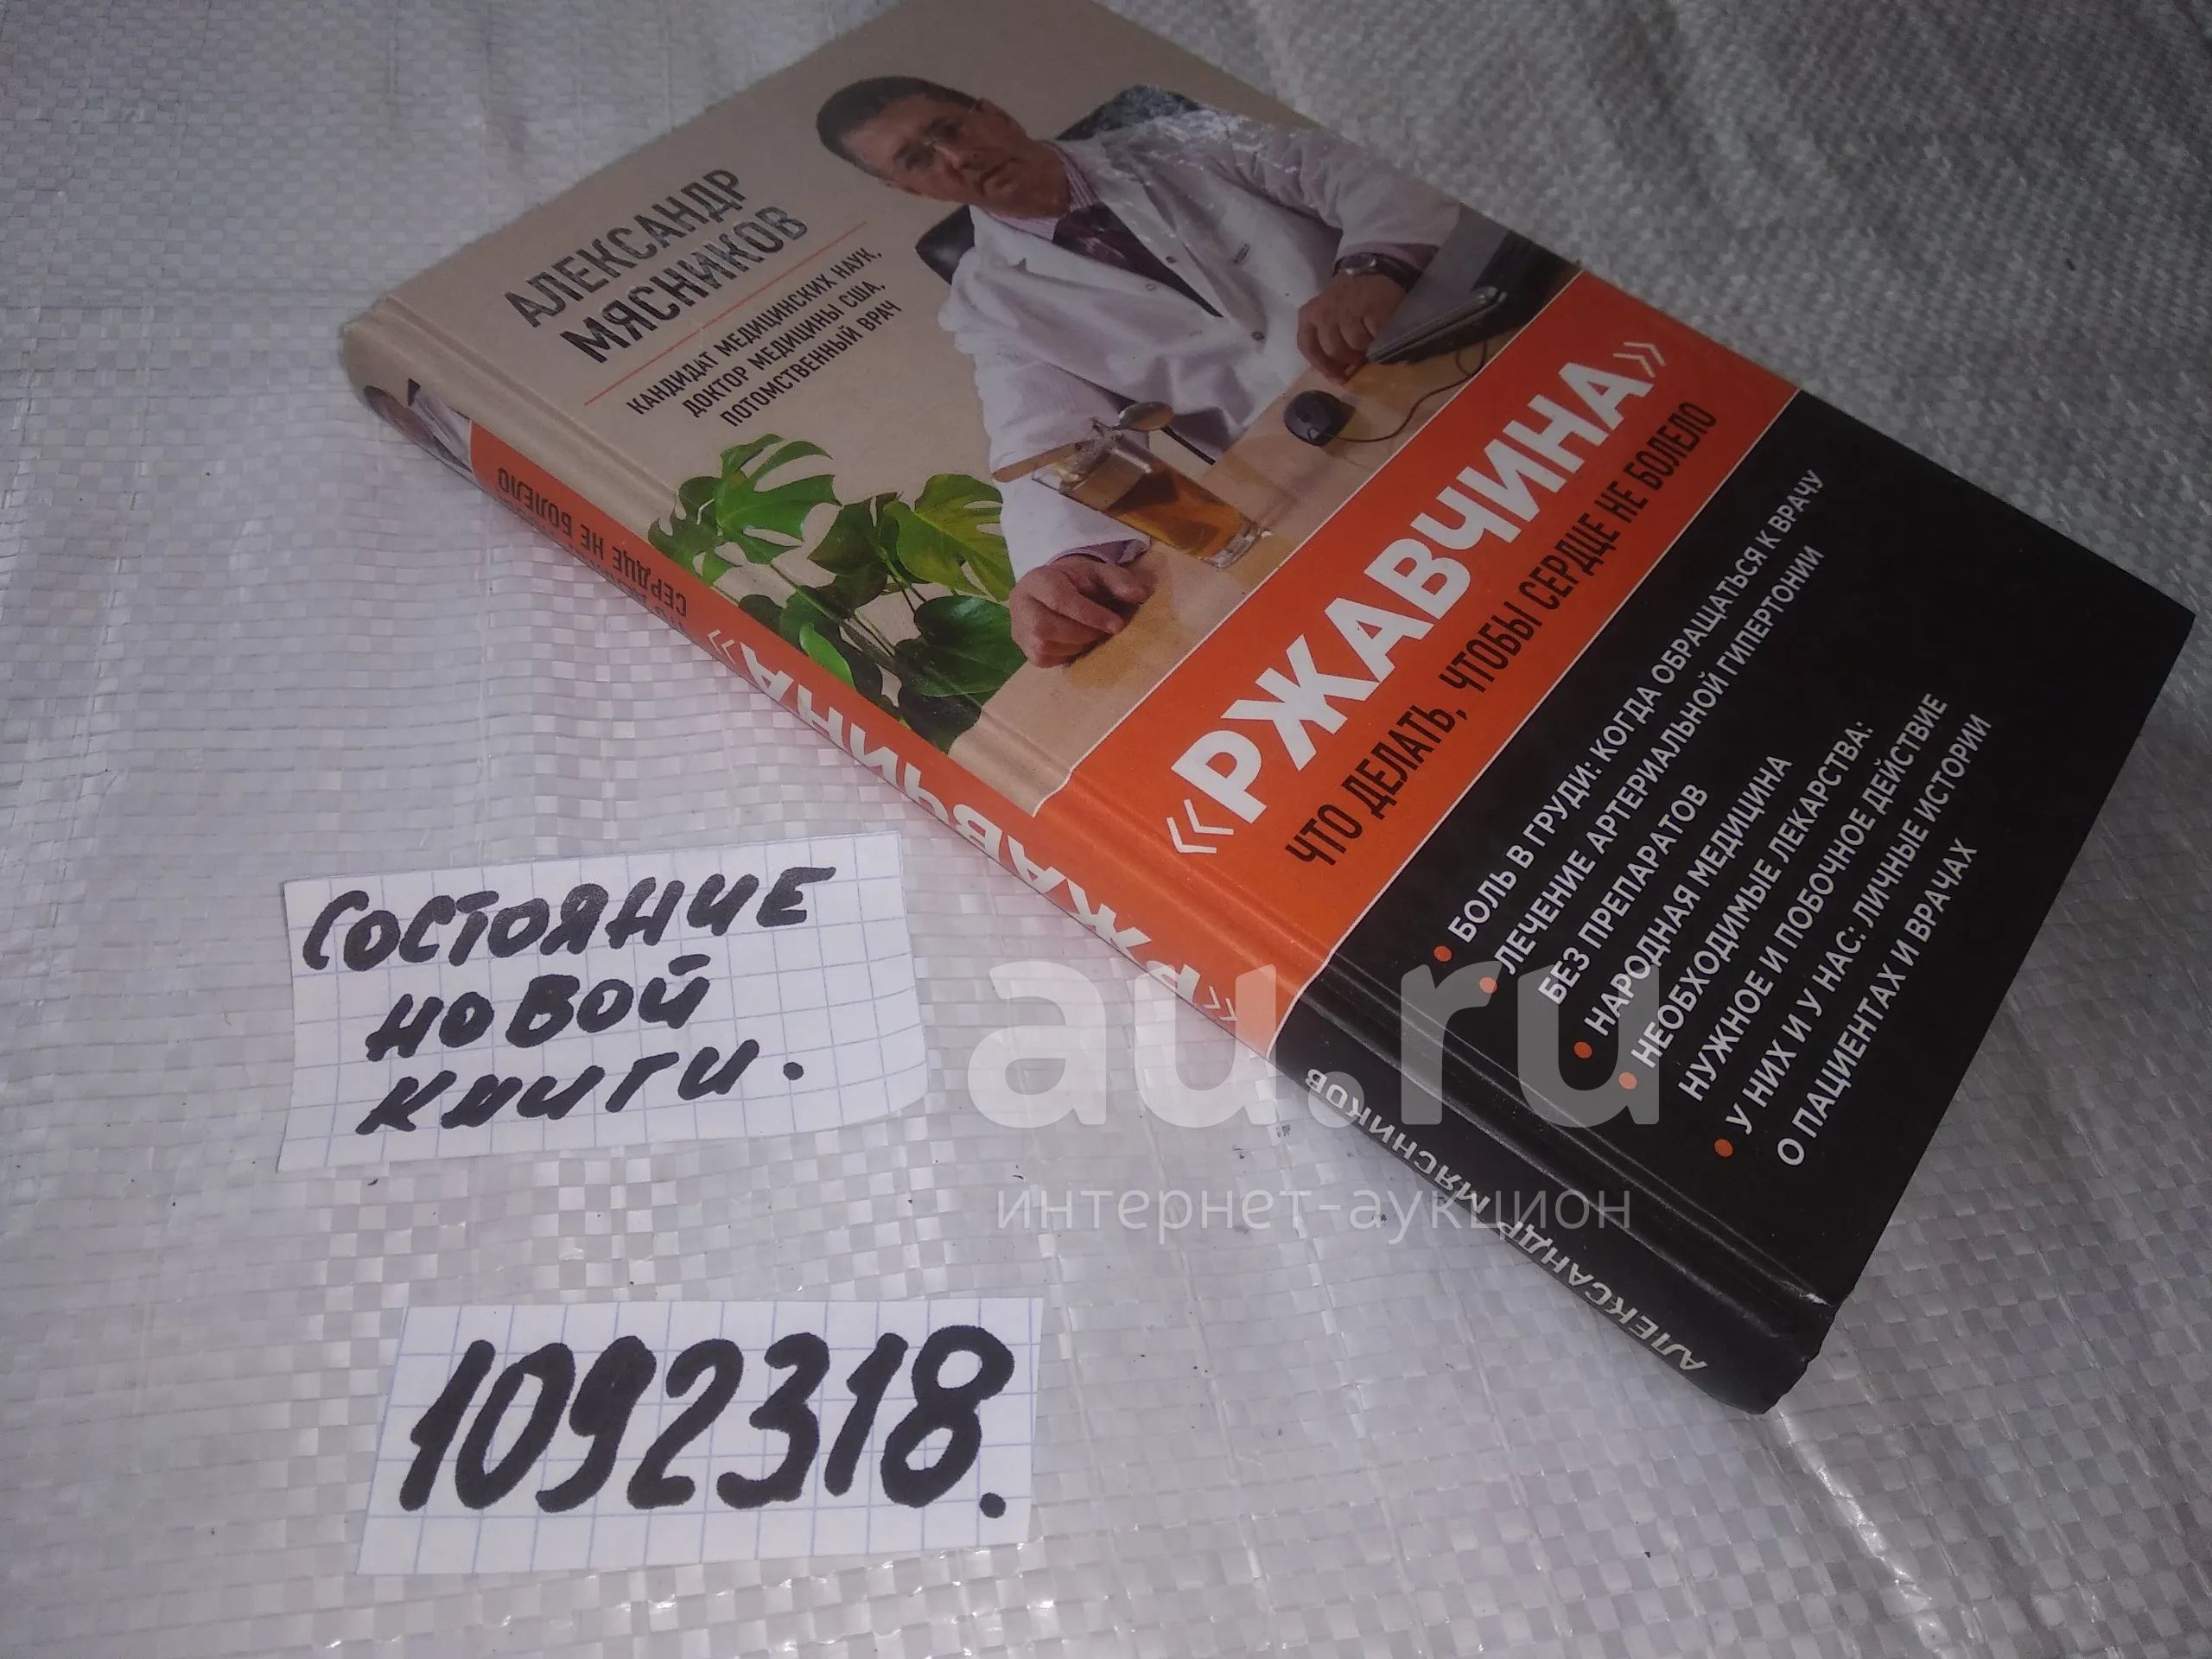 АЛЕКСАНДР
МЯСНИКОВ
КАНДИДАТ МЕДИЦИНСКИХ НАУК,
ДОКТОР МЕДИЦИНЫ США,
ПОТОМСТВЕННЫЙ ВРАЧ
«РЖАВЧИНА»
ЧТО ДЕЛАТЬ, ЧТОБЫ СЕРДЦЕ НЕ БОЛЕЛО
• БОЛЬ В ГРУДИ: КОГДА ОБРАЩАТЬСЯ К ВРАЧУ
• ЛЕЧЕНИЕ АРТЕРИАЛЬНОЙ ГИПЕРТОНИИ
БЕЗ ПРЕПАРАТОВ
• НАРОДНАЯ МЕДИЦИНА
• НЕОБХОДИМЫЕ ЛЕКАРСТВА:
НУЖНОЕ И ПОБОЧНОЕ ДЕЙСТВИЕ
• У НИХ И У НАС: ЛИЧНЫЕ ИСТОРИИ
О ПАЦИЕНТАХ И ВРАЧАХ
АЛЕКСАНДР МЯСНИКОВ
«РЖАВЧИНА»
СЕРДЦЕ НЕ БОЛЕЛО
СОСТОЯНИЕ
НОВОЙ
КНИГИ.
1092318.
au.ru
интернет-аукцион